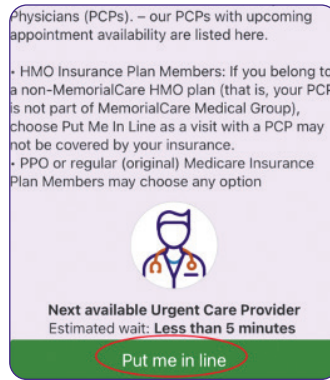 Physicians (PCPs). – our PCPs with upcoming
appointment availability are listed here.
• HMO Insurance Plan Members: If you belong to
a non-MemorialCare HMO plan (that is, your PCP
is not part of MemorialCare Medical Group),
choose Put Me In Line as a visit with a PCP may
not be covered by your insurance.
• PPO or regular (original) Medicare Insurance
Plan Members may choose any option
Next available Urgent Care Provider
Estimated wait: Less than 5 minutes
Put me in line